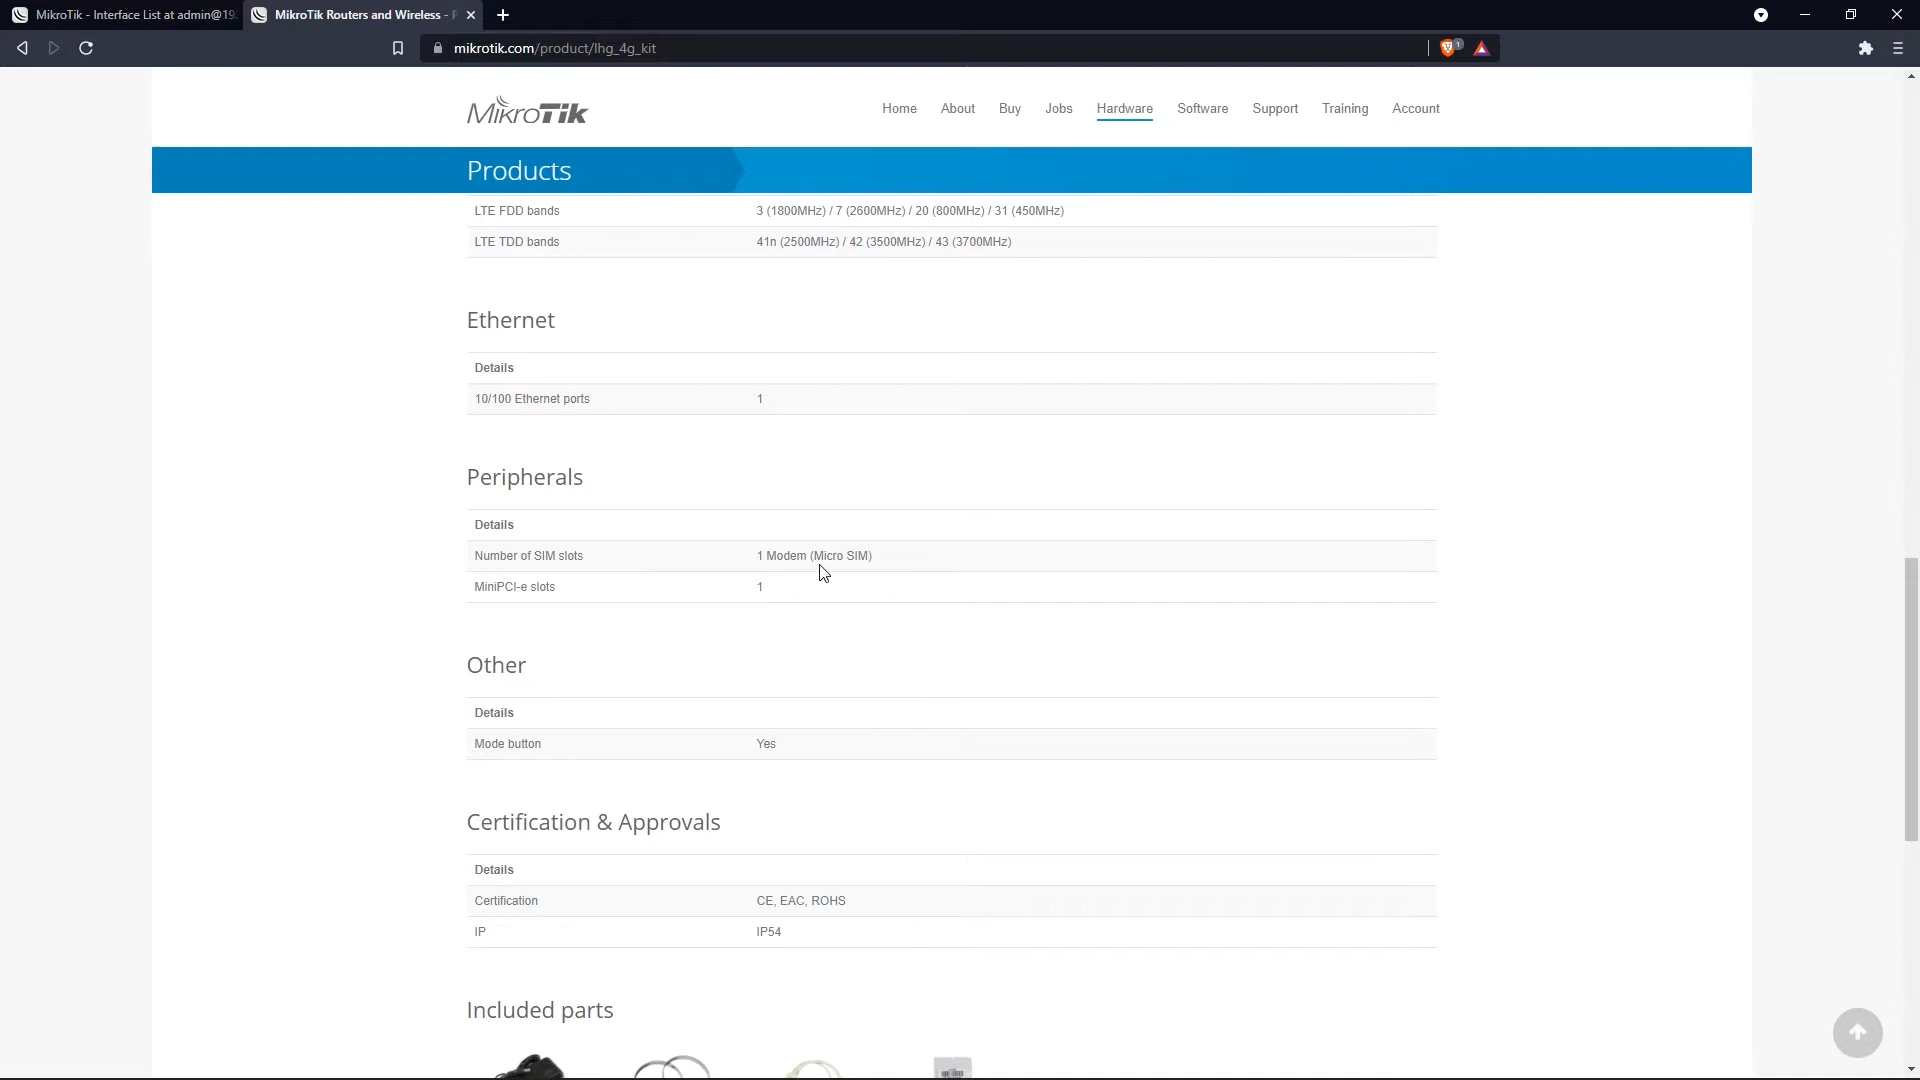 MikroTik - Interface List at admin@19
MikroTik Routers and Wireless - P
mikrotik.com/product/lhg_4g_kit
1
MikroTik
Home About Buy Jobs Hardware Software Support Training Account
Products
LTE FDD bands 3 (1800MHz) / 7 (2600MHz) / 20 (800MHz) / 31 (450MHz)
LTE TDD bands 41n (2500MHz) / 42 (3500MHz) / 43 (3700MHz)
Ethernet
Details
10/100 Ethernet ports 1
Peripherals
Details
Number of SIM slots 1 Modem (Micro SIM)
MiniPCI-e slots 1
Other
Details
Mode button Yes
Certification & Approvals
Details
Certification CE, EAC, ROHS
IP IP54
Included parts